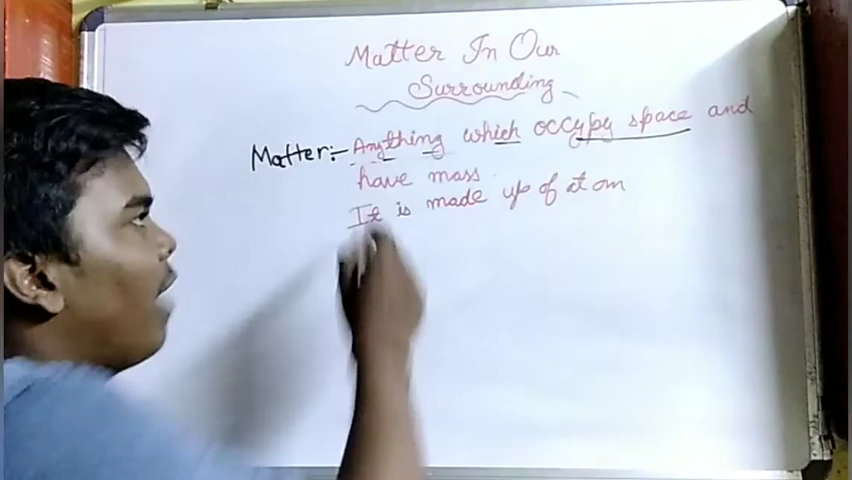 Matter In Our
Surrounding
Matter:- Anything which occupy space and
have mass.
It is made up of atom